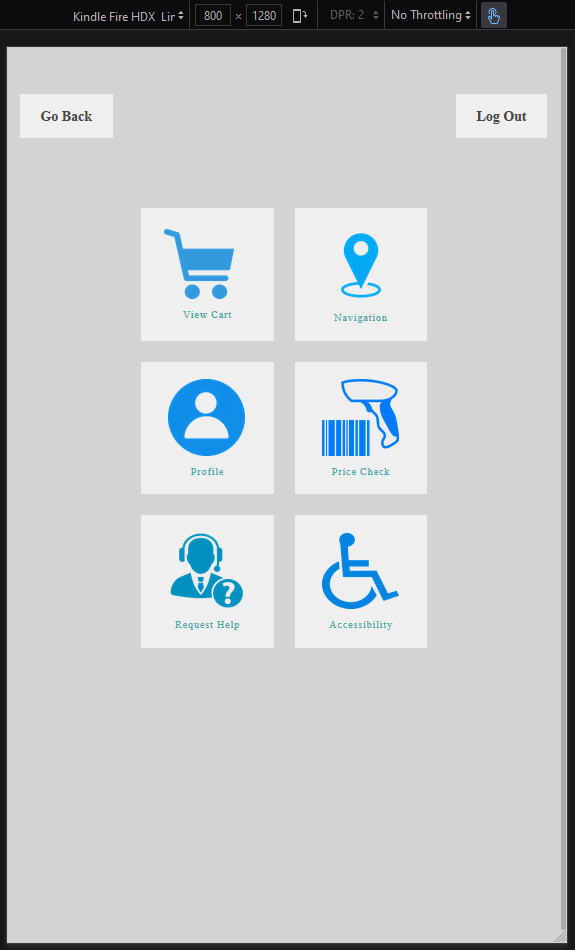 Kindle Fire HDX Lir 800 × 1280 DPR: 2 No Throttling
Go Back Log Out
View Cart Navigation
Profile Price Check
?
Request Help Accessibility